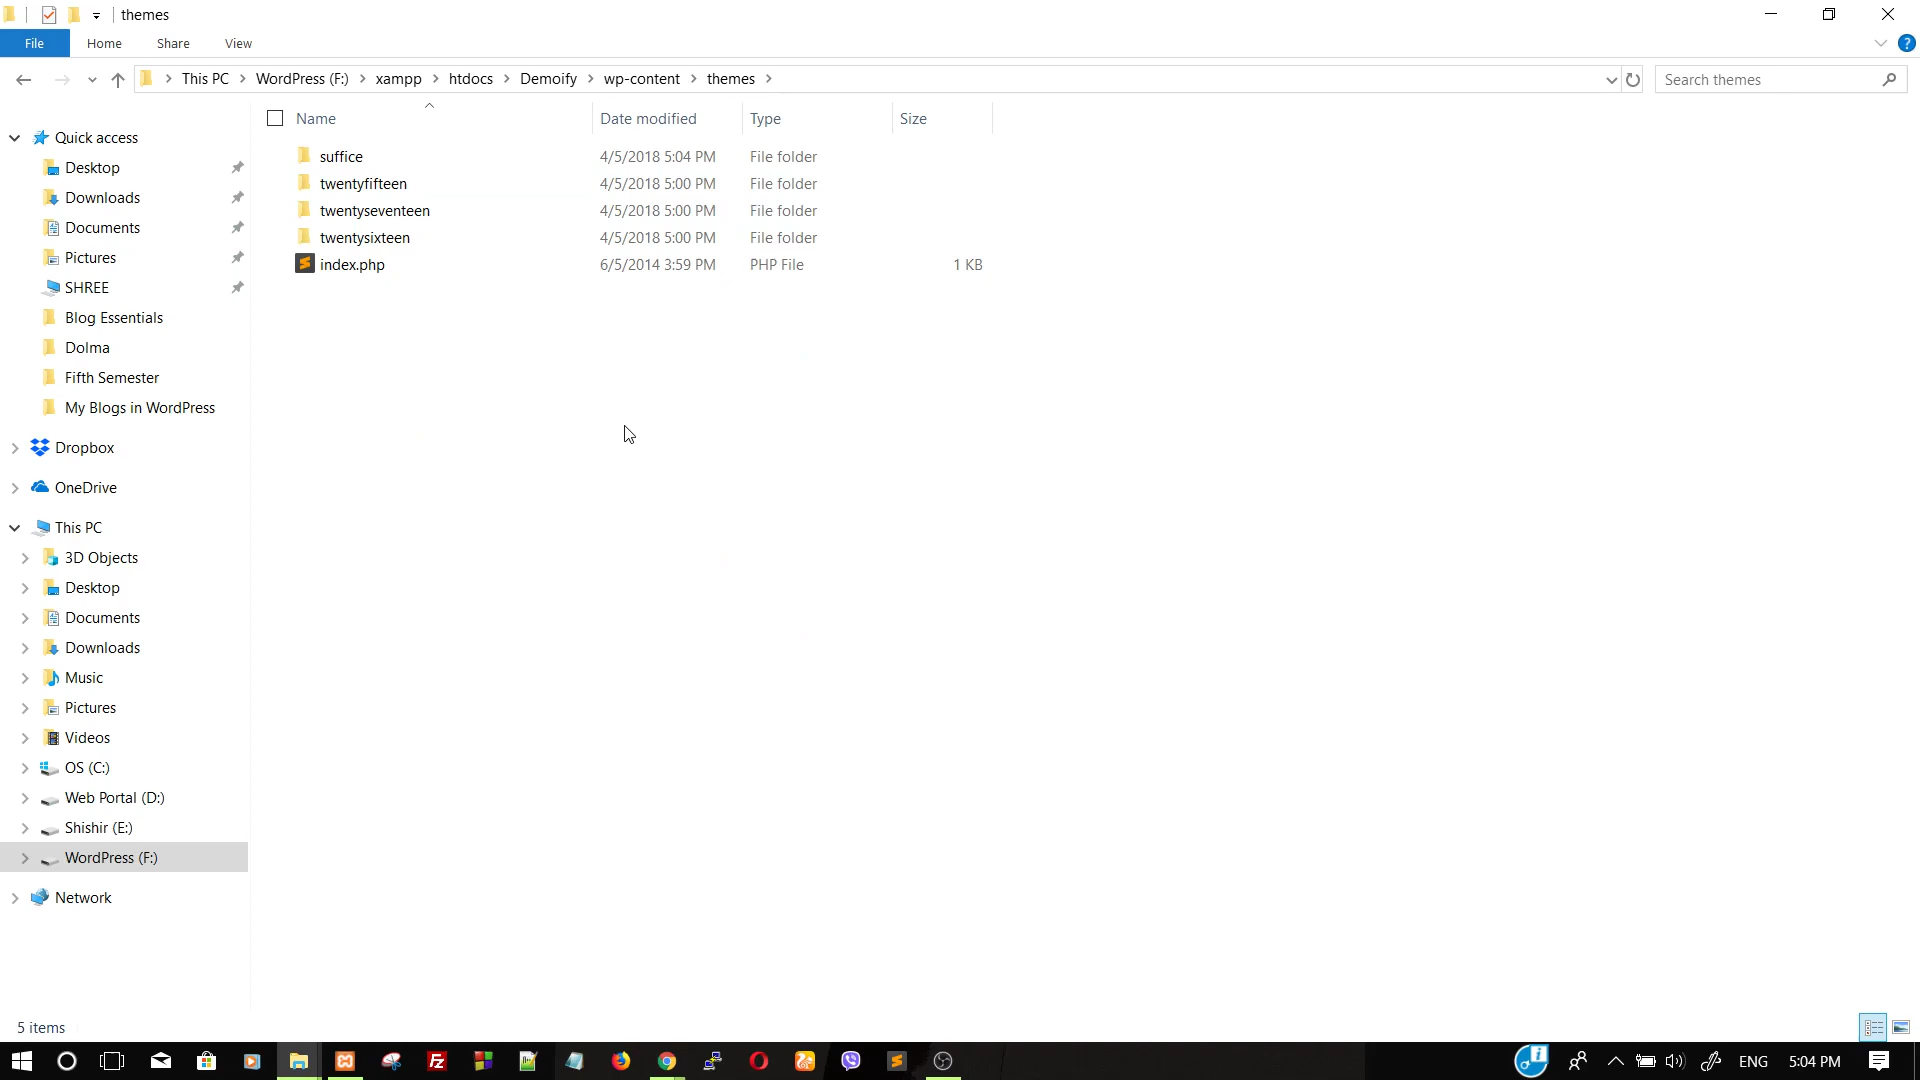 themes
File Home Share View
This PC WordPress (F:) xampp htdocs Demoify wp-content themes
Search themes
Name Date modified Type Size
suffice 4/5/2018 5:04 PM File folder
twentyfifteen 4/5/2018 5:00 PM File folder
twentyseventeen 4/5/2018 5:00 PM File folder
twentysixteen 4/5/2018 5:00 PM File folder
index.php 6/5/2014 3:59 PM PHP File 1 KB
Quick access
Desktop
Downloads
Documents
Pictures
SHREE
Blog Essentials
Dolma
Fifth Semester
My Blogs in WordPress
Dropbox
OneDrive
This PC
3D Objects
Desktop
Documents
Downloads
Music
Pictures
Videos
OS (C:)
Web Portal (D:)
Shishir (E:)
WordPress (F:)
Network
5 items
ENG 5:04 PM